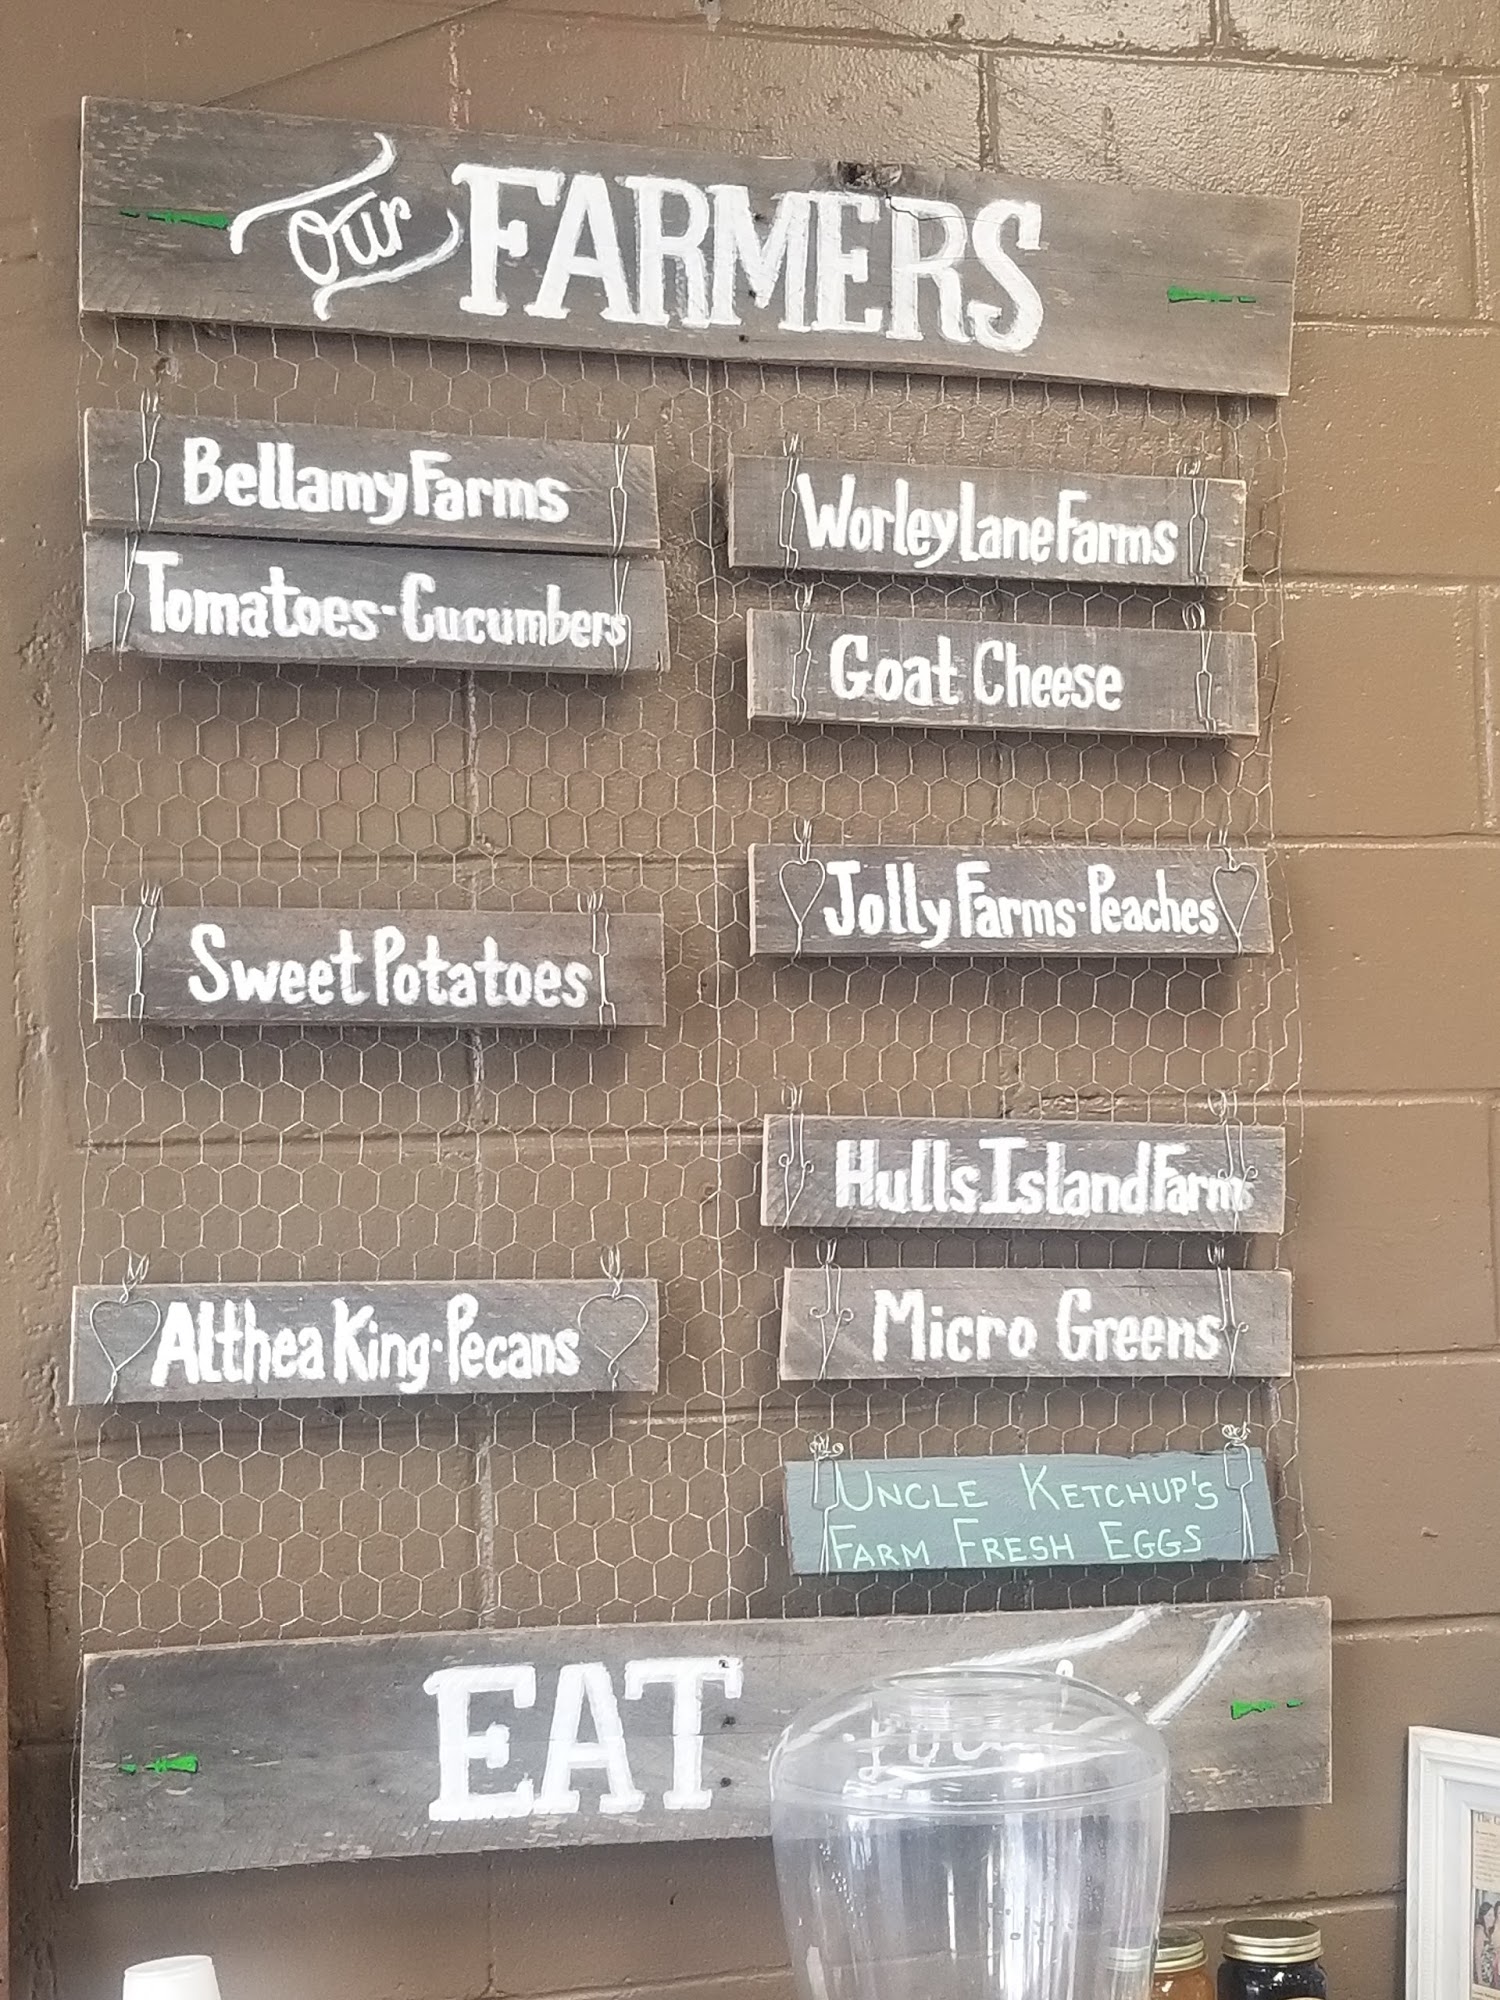 Our FARMERS
Bellamy Farms
Tomatoes-Cucumbers
Sweet Potatoes
Althea King·Pecans
Worley Lane Farms
Goat Cheese
Jolly Farms·Peaches
Hulls Island Farms
Micro Greens
UNCLE KETCHUP'S
FARM FRESH EGGS
EAT